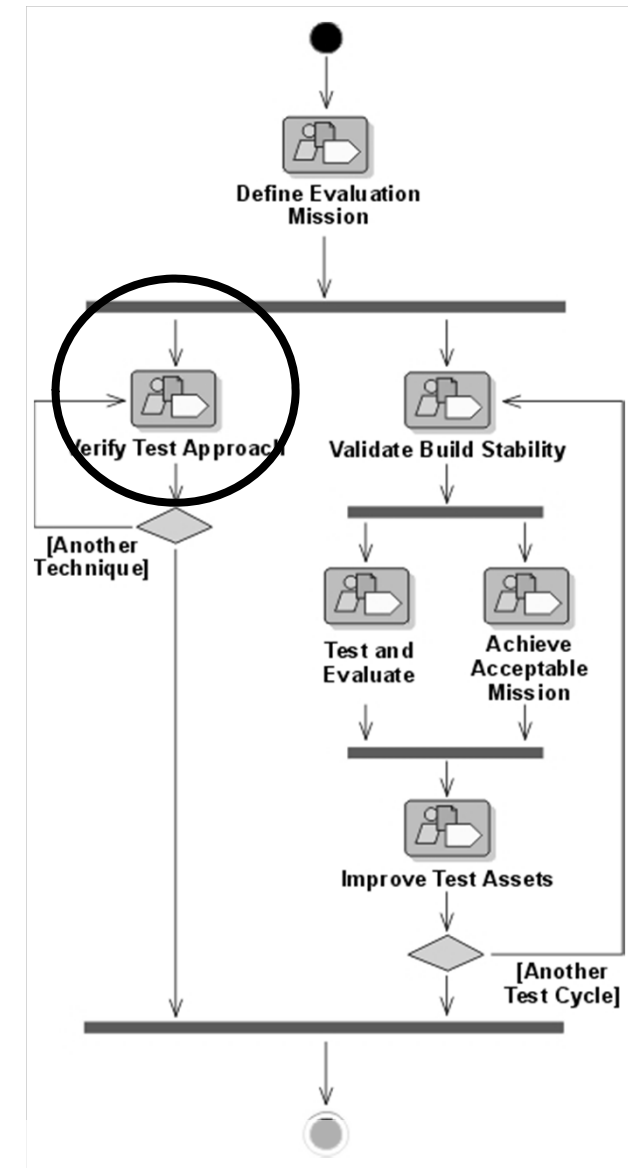 Define Evaluation
Mission
Verify Test Approach
Validate Build Stability
[Another
Technique]
Test and
Evaluate
Achieve
Acceptable
Mission
Improve Test Assets
[Another
Test Cycle]